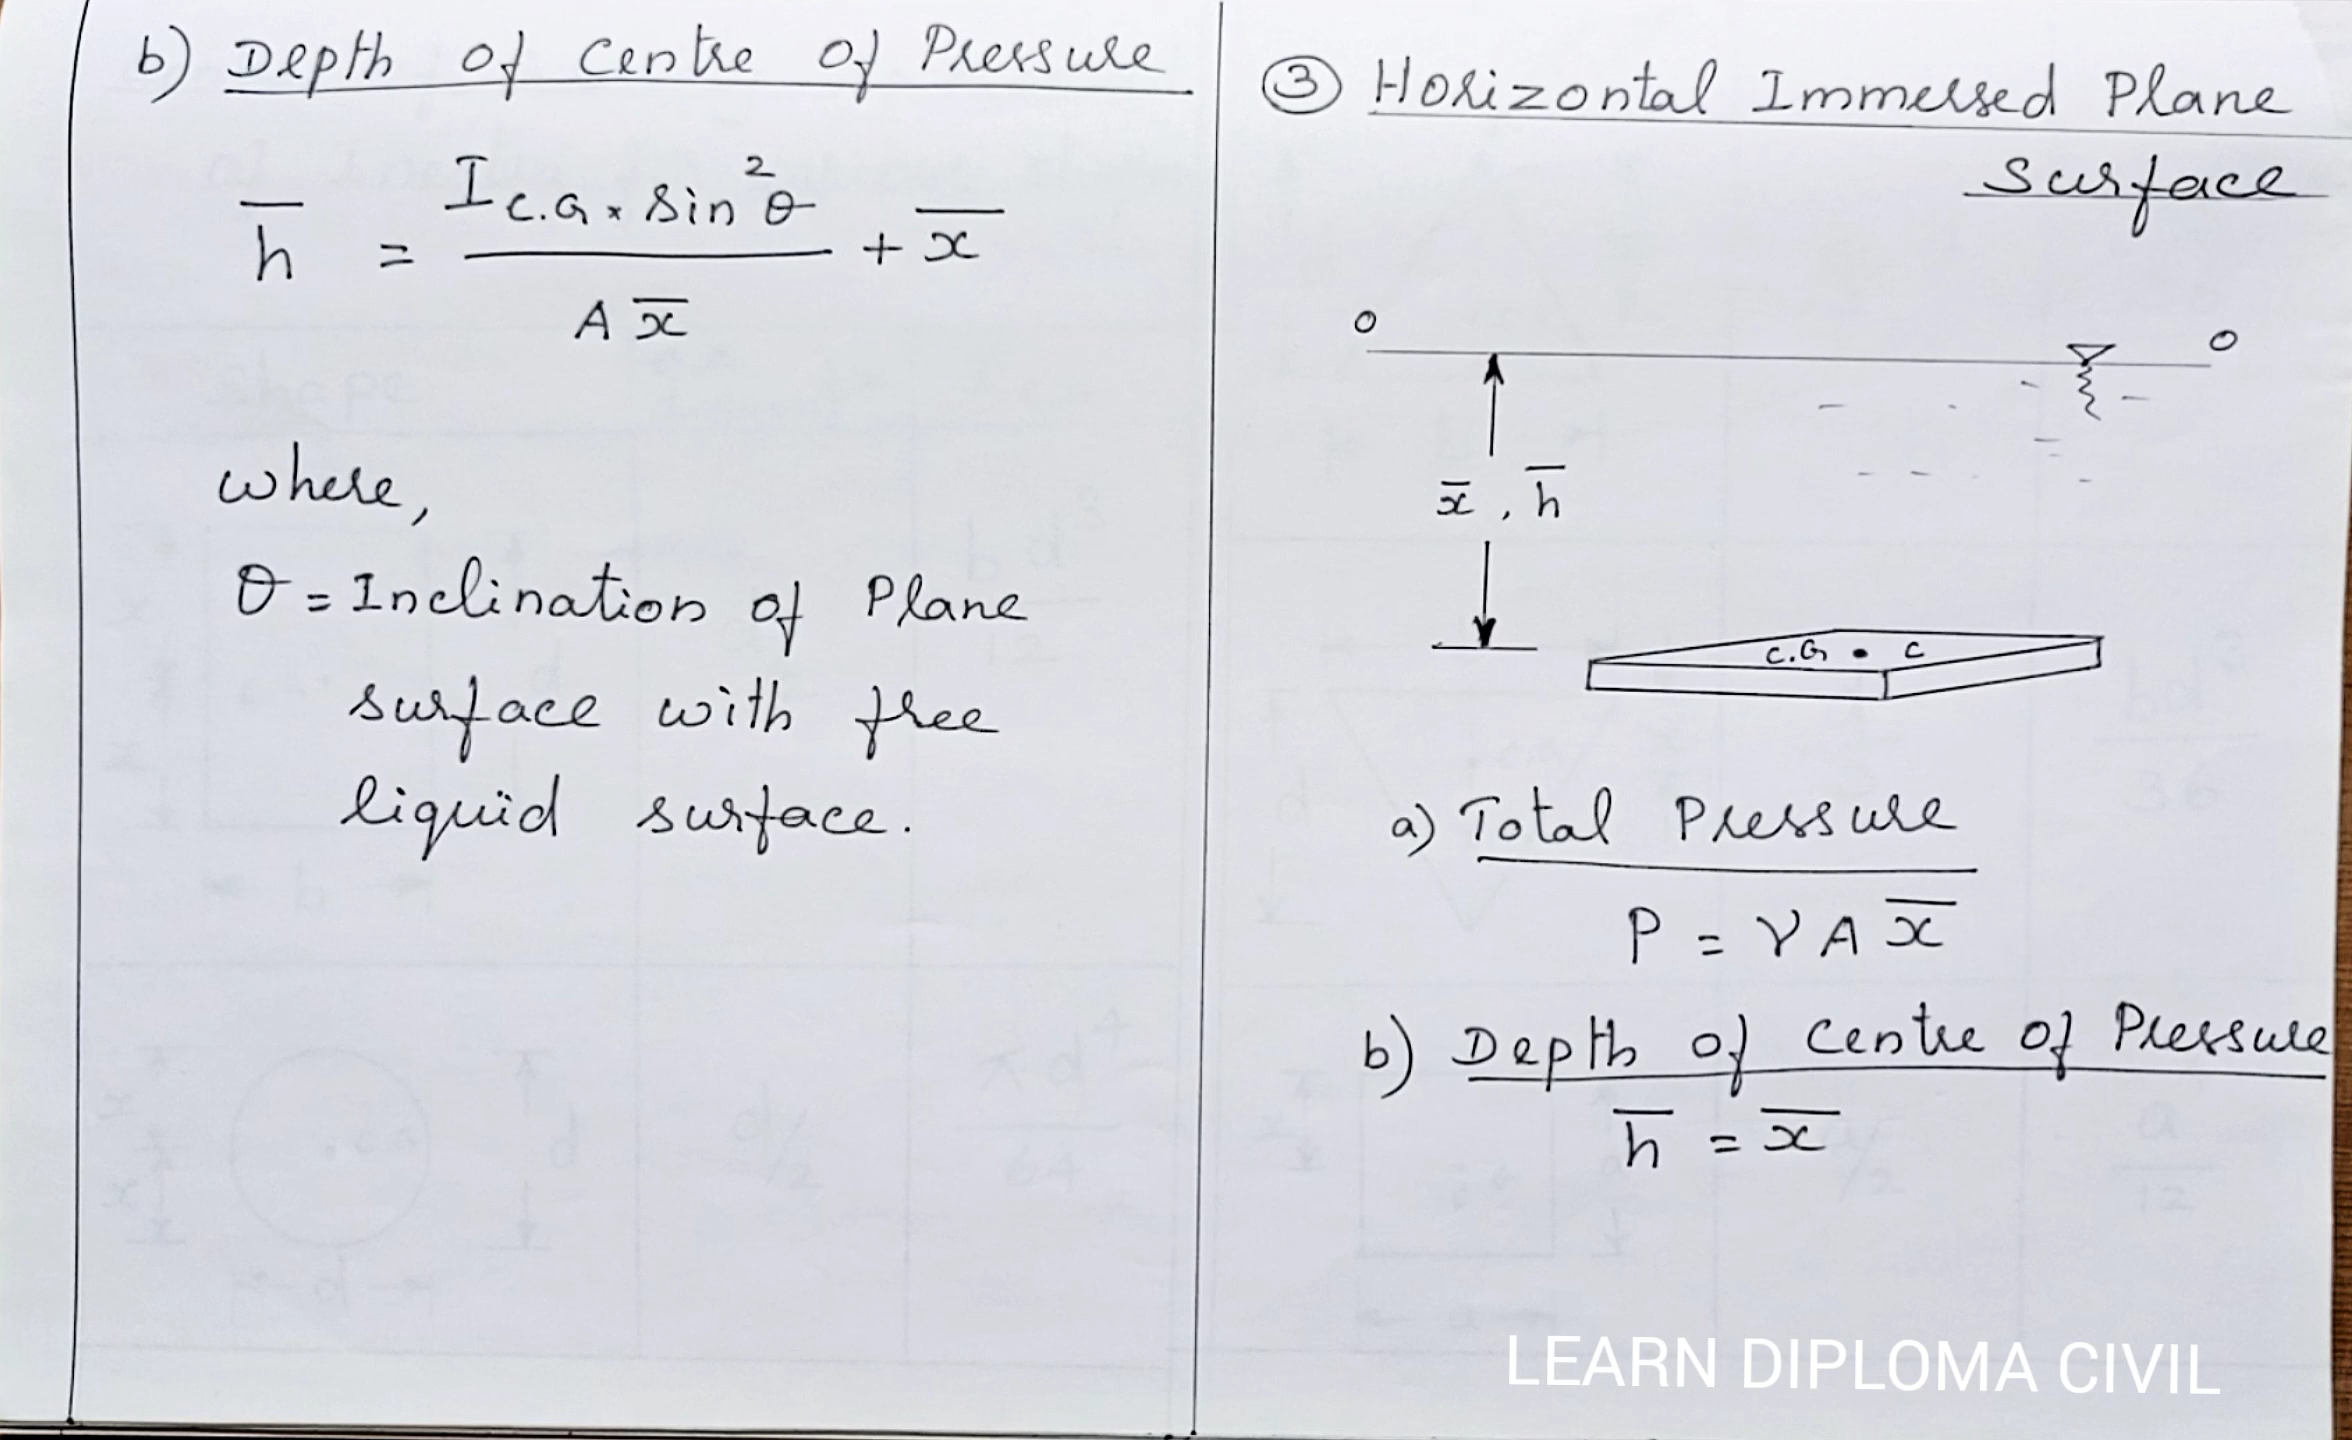 b) Depth of Centre of Pressure
h̅ = I c.G × sin²θ / A x̅ + x̅
where,
θ = Inclination of Plane
surface with free
liquid surface.
③ Horizontal Immersed Plane
Surface
O O
x̅ , h̅
C.G • C
a) Total Pressure
P = γ A x̅
b) Depth of Centre of Pressure
h̅ = x̅
LEARN DIPLOMA CIVIL